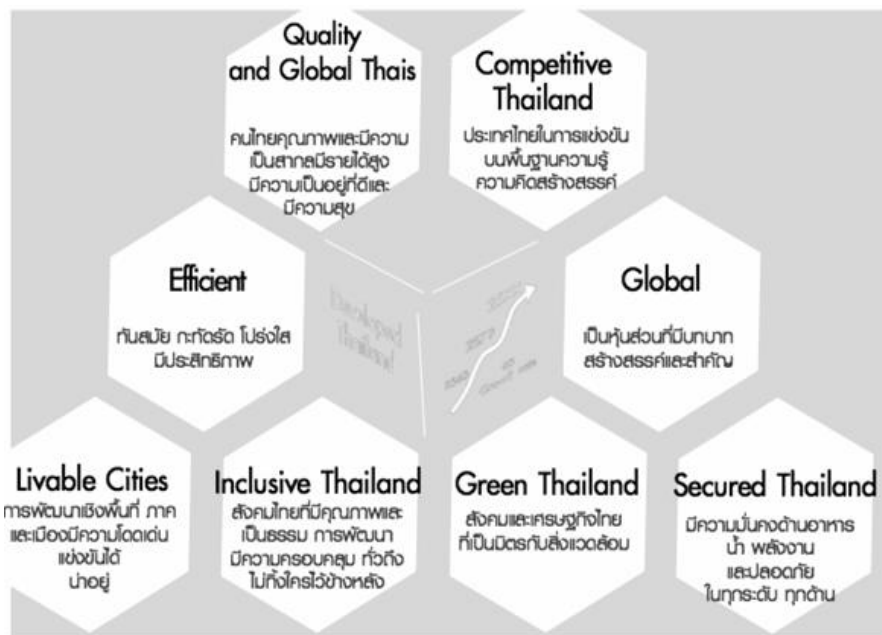 Quality
and Global Thais
คนไทยคุณภาพและมีความ
เป็นสากลมีรายได้สูง
มีความเป็นอยู่ที่ดีและ
มีความสุข
Competitive
Thailand
ประเทศไทยในการแข่งขัน
บนพื้นฐานความรู้
ความคิดสร้างสรรค์
Efficient
ทันสมัย กะทัดรัด โปร่งใส
มีประสิทธิภาพ
Thailand
Global
เป็นหุ้นส่วนที่มีบทบาท
สร้างสรรค์และสำคัญ
Livable Cities
การพัฒนาเชิงพื้นที่ ภาค
และเมืองมีความโดดเด่น
แข่งขันได้
น่าอยู่
Inclusive Thailand
สังคมไทยที่มีคุณภาพและ
เป็นธรรม การพัฒนา
มีความครอบคลุม ทั่วถึง
ไม่ทิ้งใครไว้ข้างหลัง
Green Thailand
สังคมและเศรษฐกิจไทย
ที่เป็นมิตรกับสิ่งแวดล้อม
Secured Thailand
มีความมั่นคงด้านอาหาร
น้ำ พลังงาน
และปลอดภัย
ในทุกระดับ ทุกด้าน